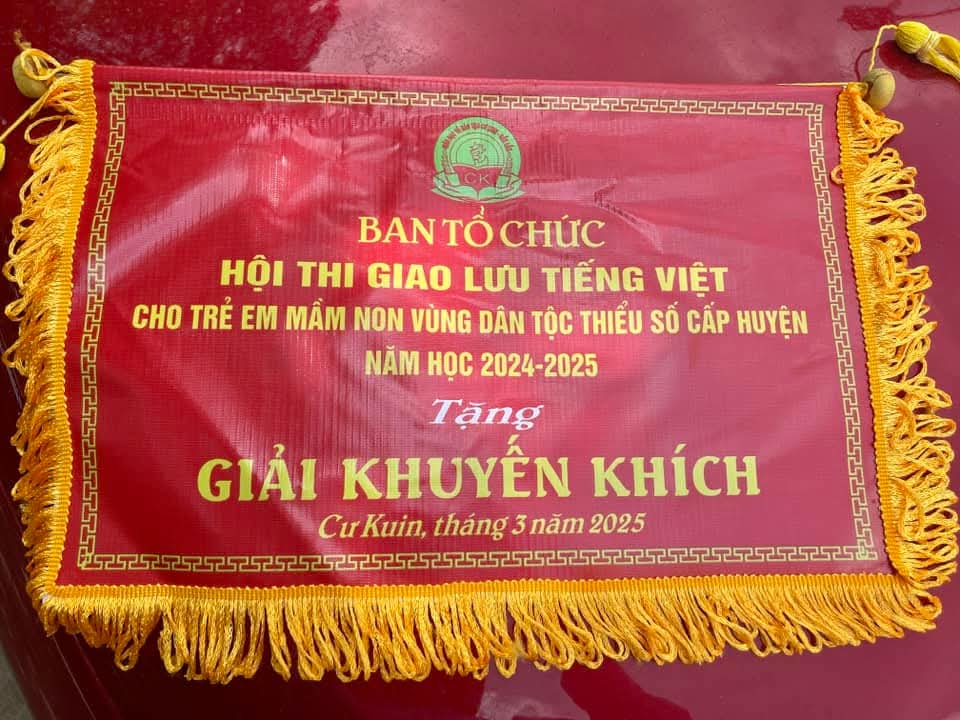 CK
BAN TỔ CHỨC
HỘI THI GIAO LƯU TIẾNG VIỆT
CHO TRẺ EM MẦM NON VÙNG DÂN TỘC THIỂU SỐ CẤP HUYỆN
NĂM HỌC 2024-2025
Tặng
GIẢI KHUYẾN KHÍCH
Cư Kuin, tháng 3 năm 2025